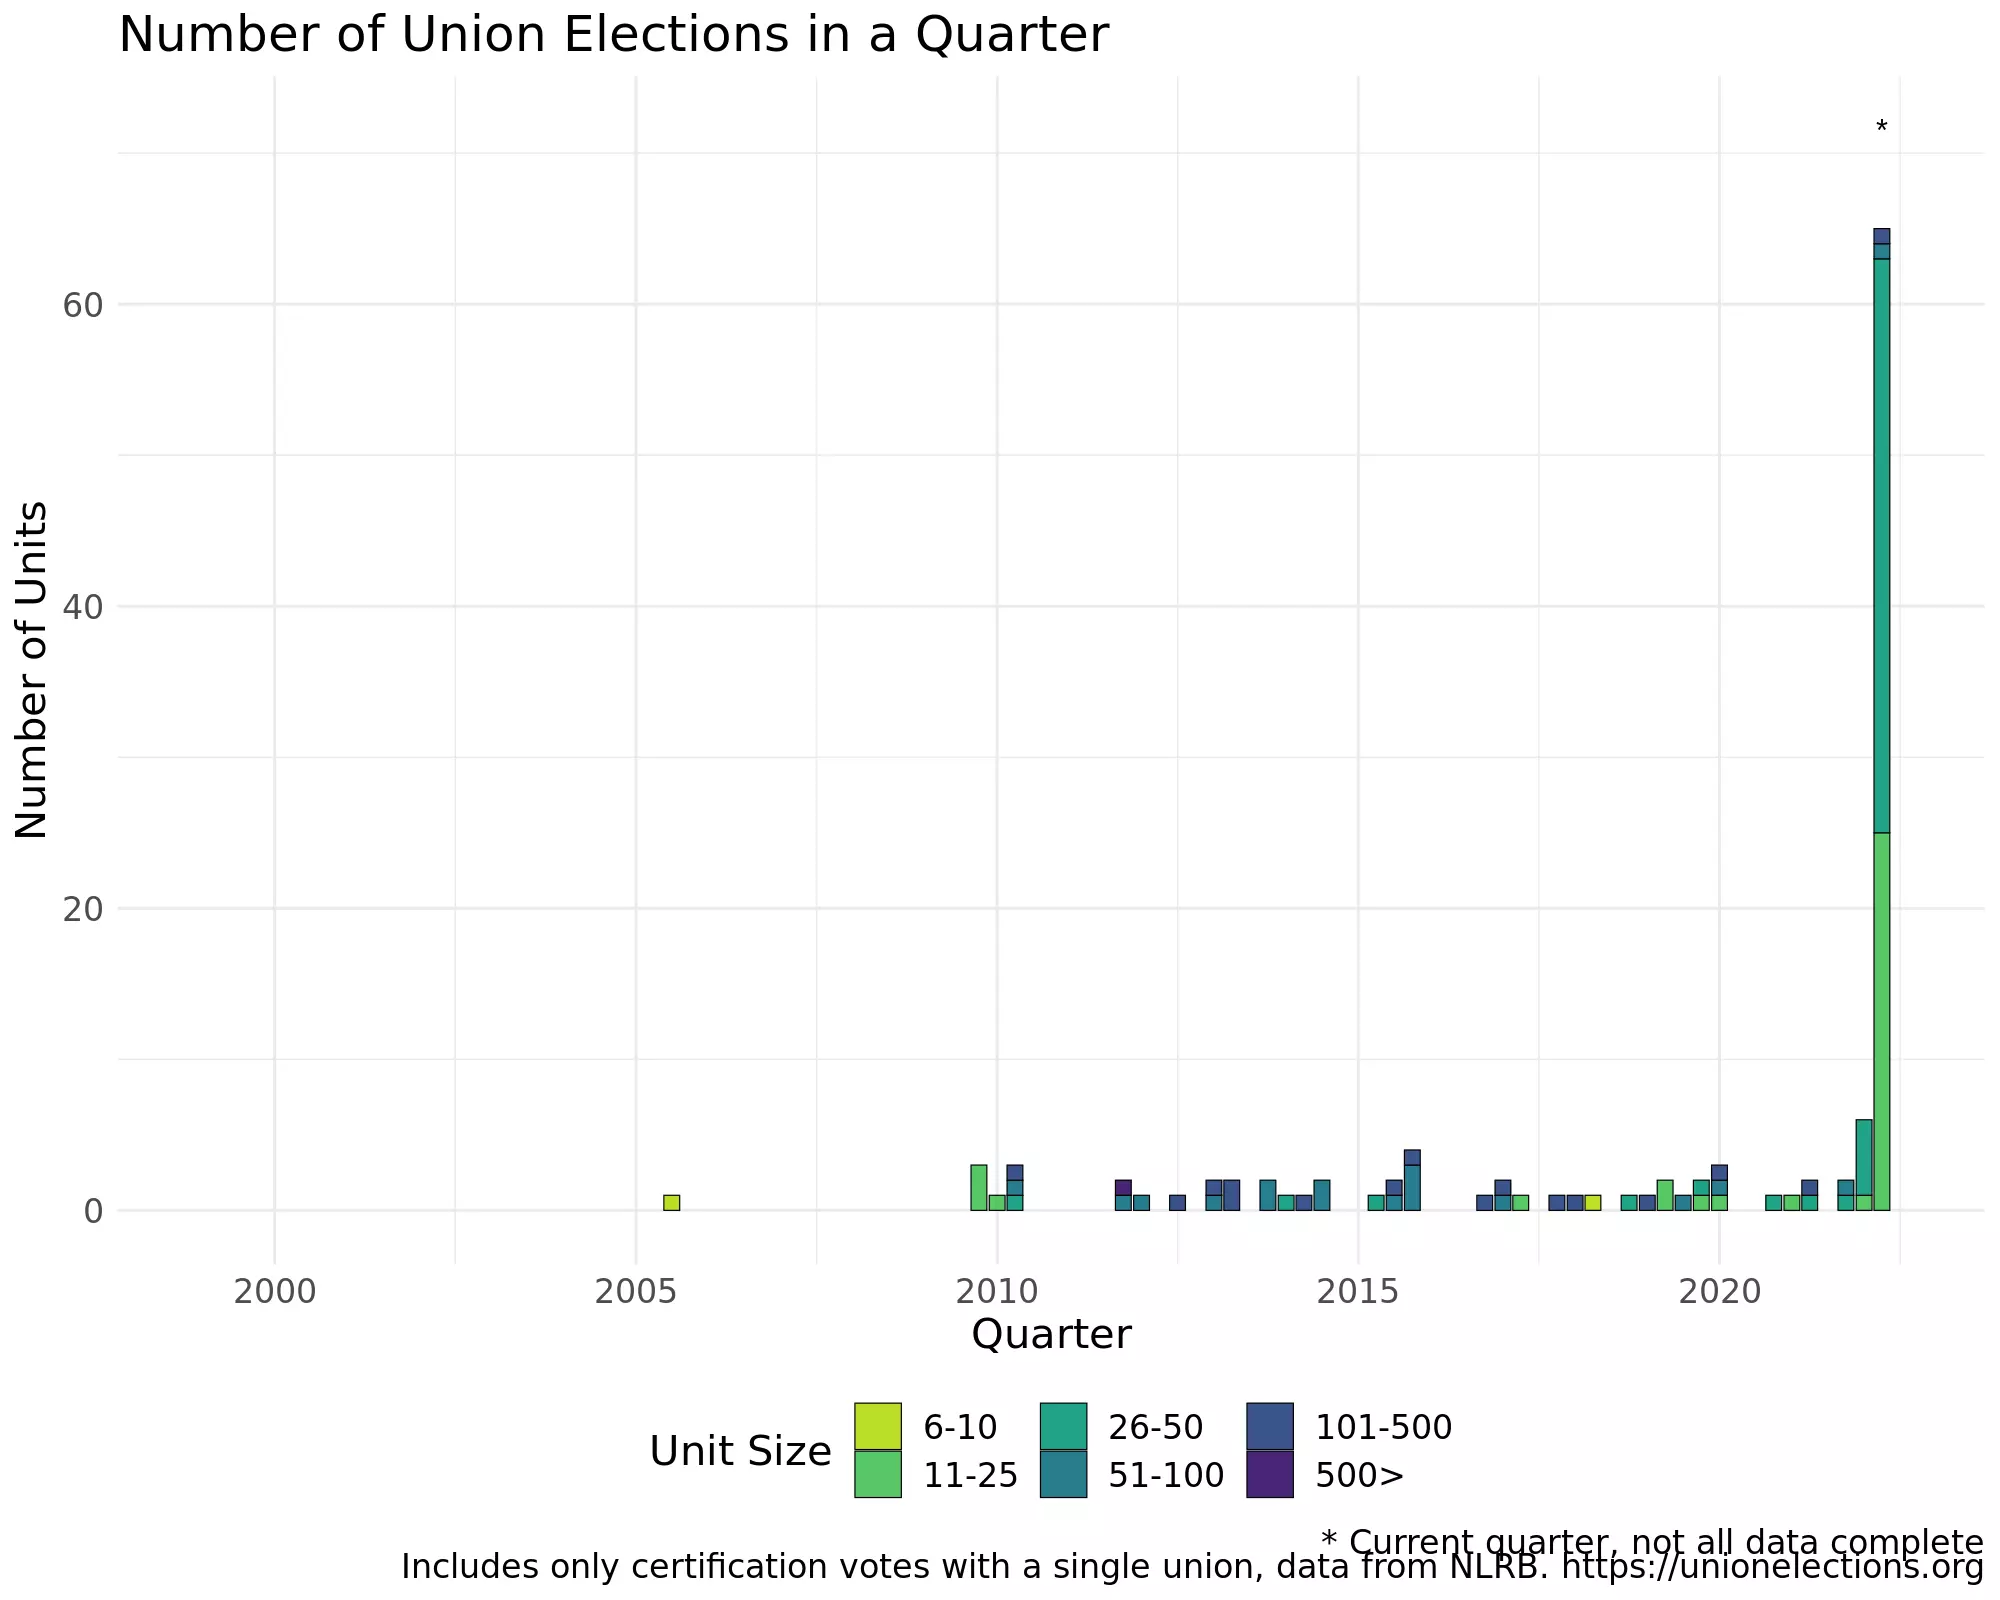 Number of Union Elections in a Quarter
*
Number of Units
60
40
20
0
2000 2005 2010 2015 2020
Quarter
Unit Size
6-10 26-50 101-500
11-25 51-100 500>
* Current quarter, not all data complete
Includes only certification votes with a single union, data from NLRB. https://unionelections.org